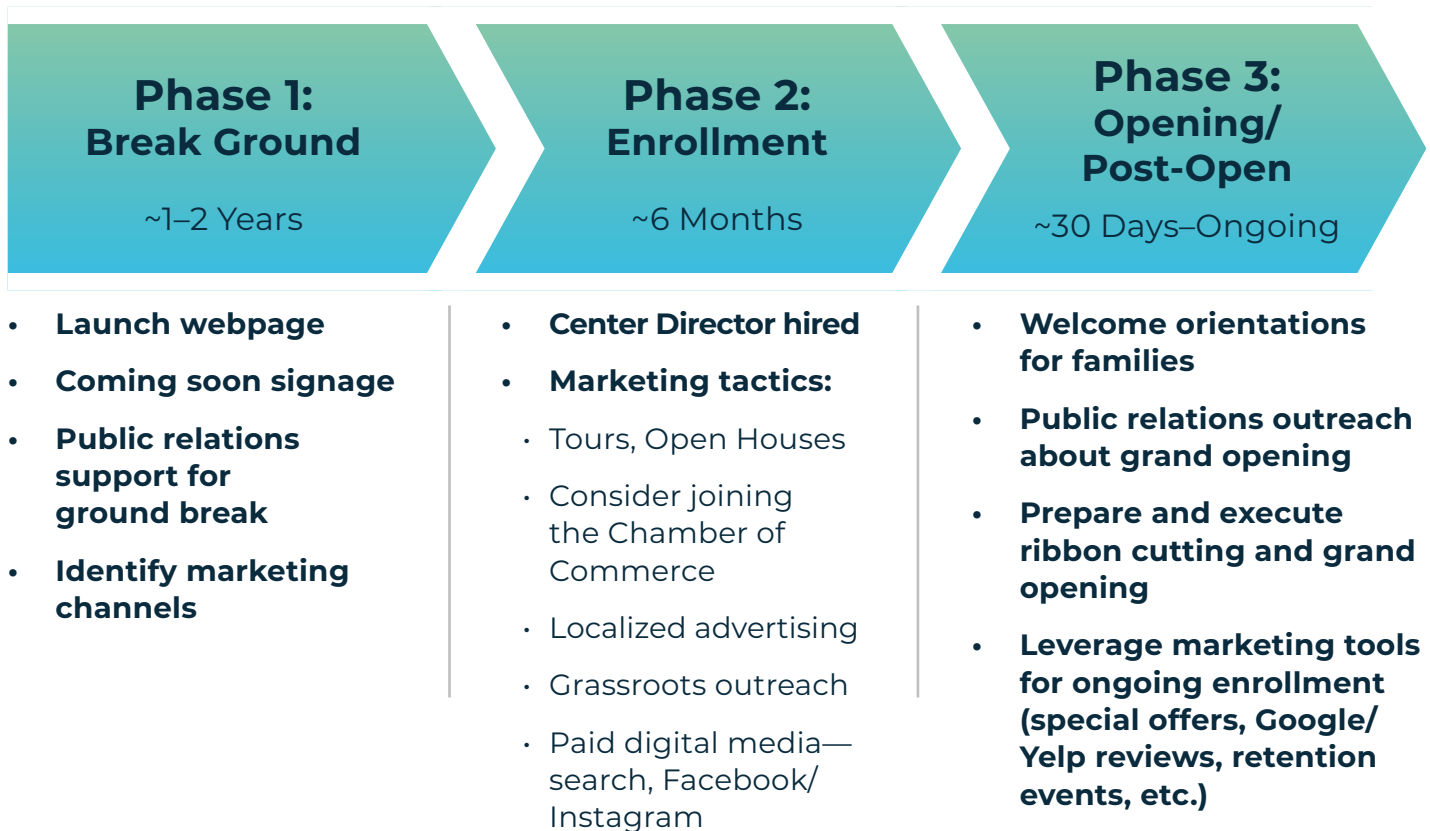 Phase 1:
Break Ground
~1–2 Years
Phase 2:
Enrollment
~6 Months
Phase 3:
Opening/
Post-Open
~30 Days–Ongoing
• Launch webpage
• Coming soon signage
• Public relations
support for
ground break
• Identify marketing
channels
• Center Director hired
• Marketing tactics:
· Tours, Open Houses
· Consider joining
the Chamber of
Commerce
· Localized advertising
· Grassroots outreach
· Paid digital media—
search, Facebook/
Instagram
• Welcome orientations
for families
• Public relations outreach
about grand opening
• Prepare and execute
ribbon cutting and grand
opening
• Leverage marketing tools
for ongoing enrollment
(special offers, Google/
Yelp reviews, retention
events, etc.)